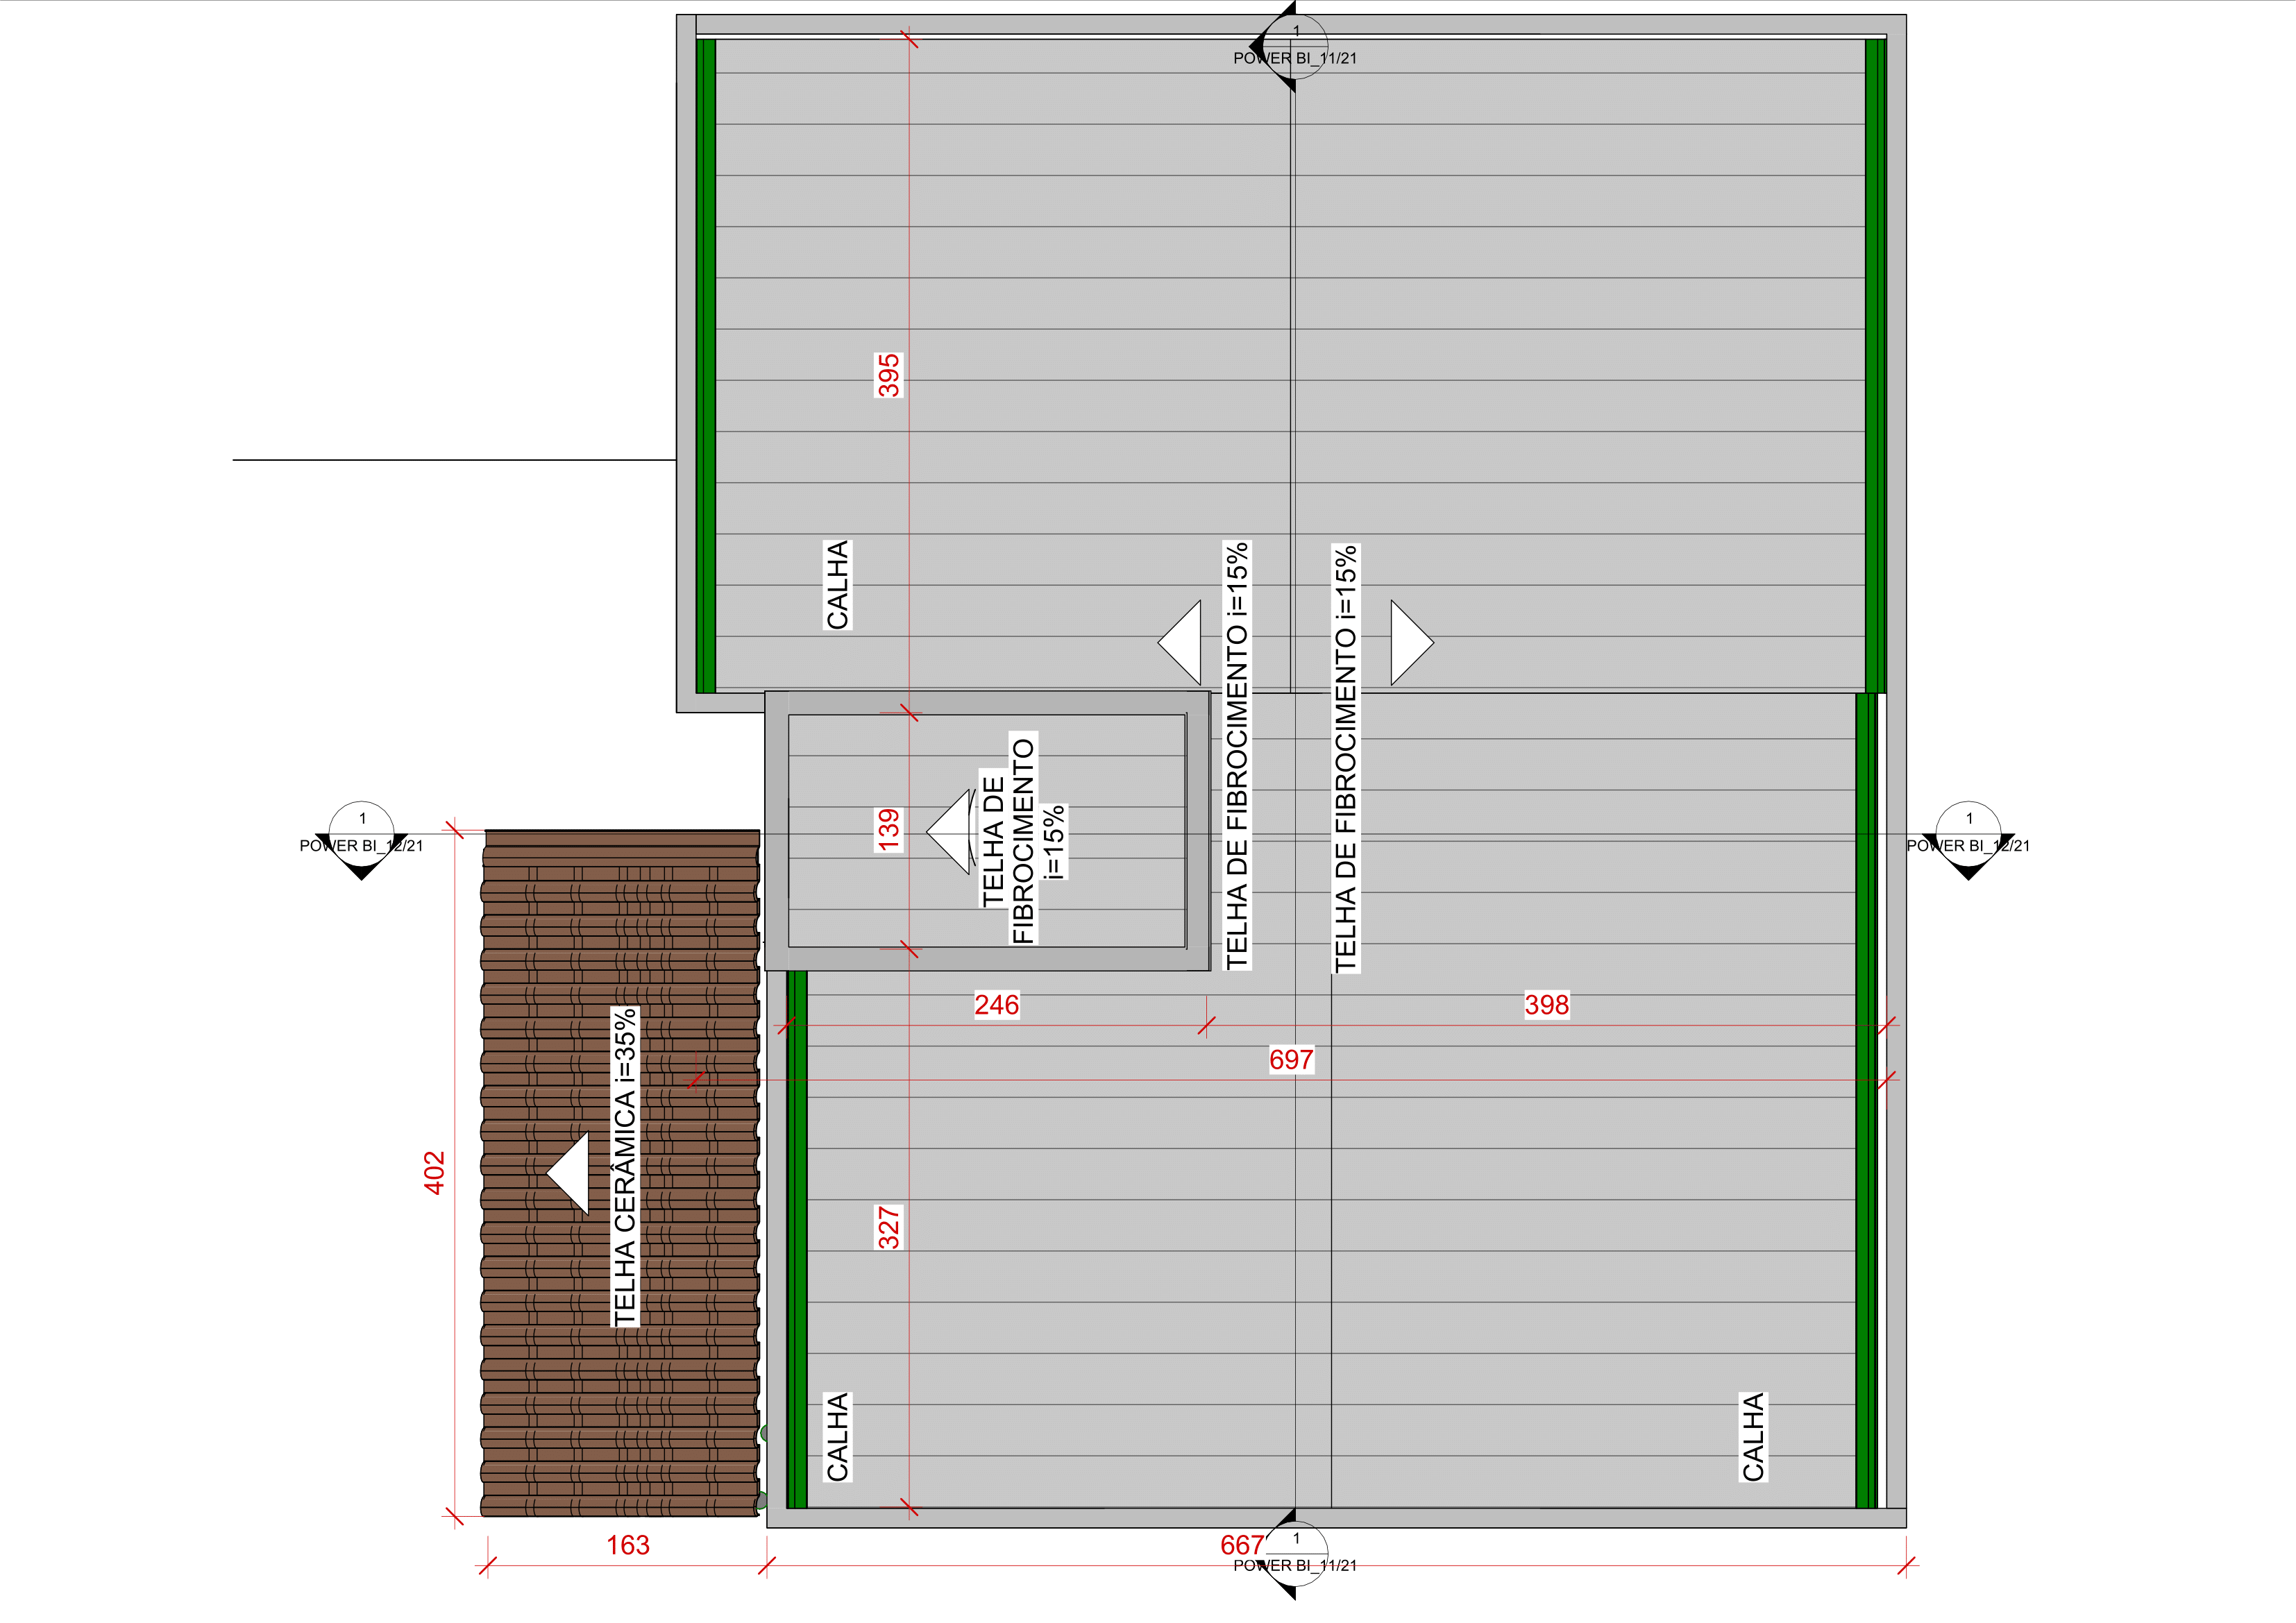 1
POWER BI_11/21
395
CALHA
TELHA DE FIBROCIMENTO i=15%
TELHA DE FIBROCIMENTO i=15%
139
TELHA DE
FIBROCIMENTO
i=15%
1
POWER BI_12/21
1
POWER BI_12/21
246
398
697
402
TELHA CERÂMICA i=35%
327
CALHA
CALHA
163
667
1
POWER BI_11/21